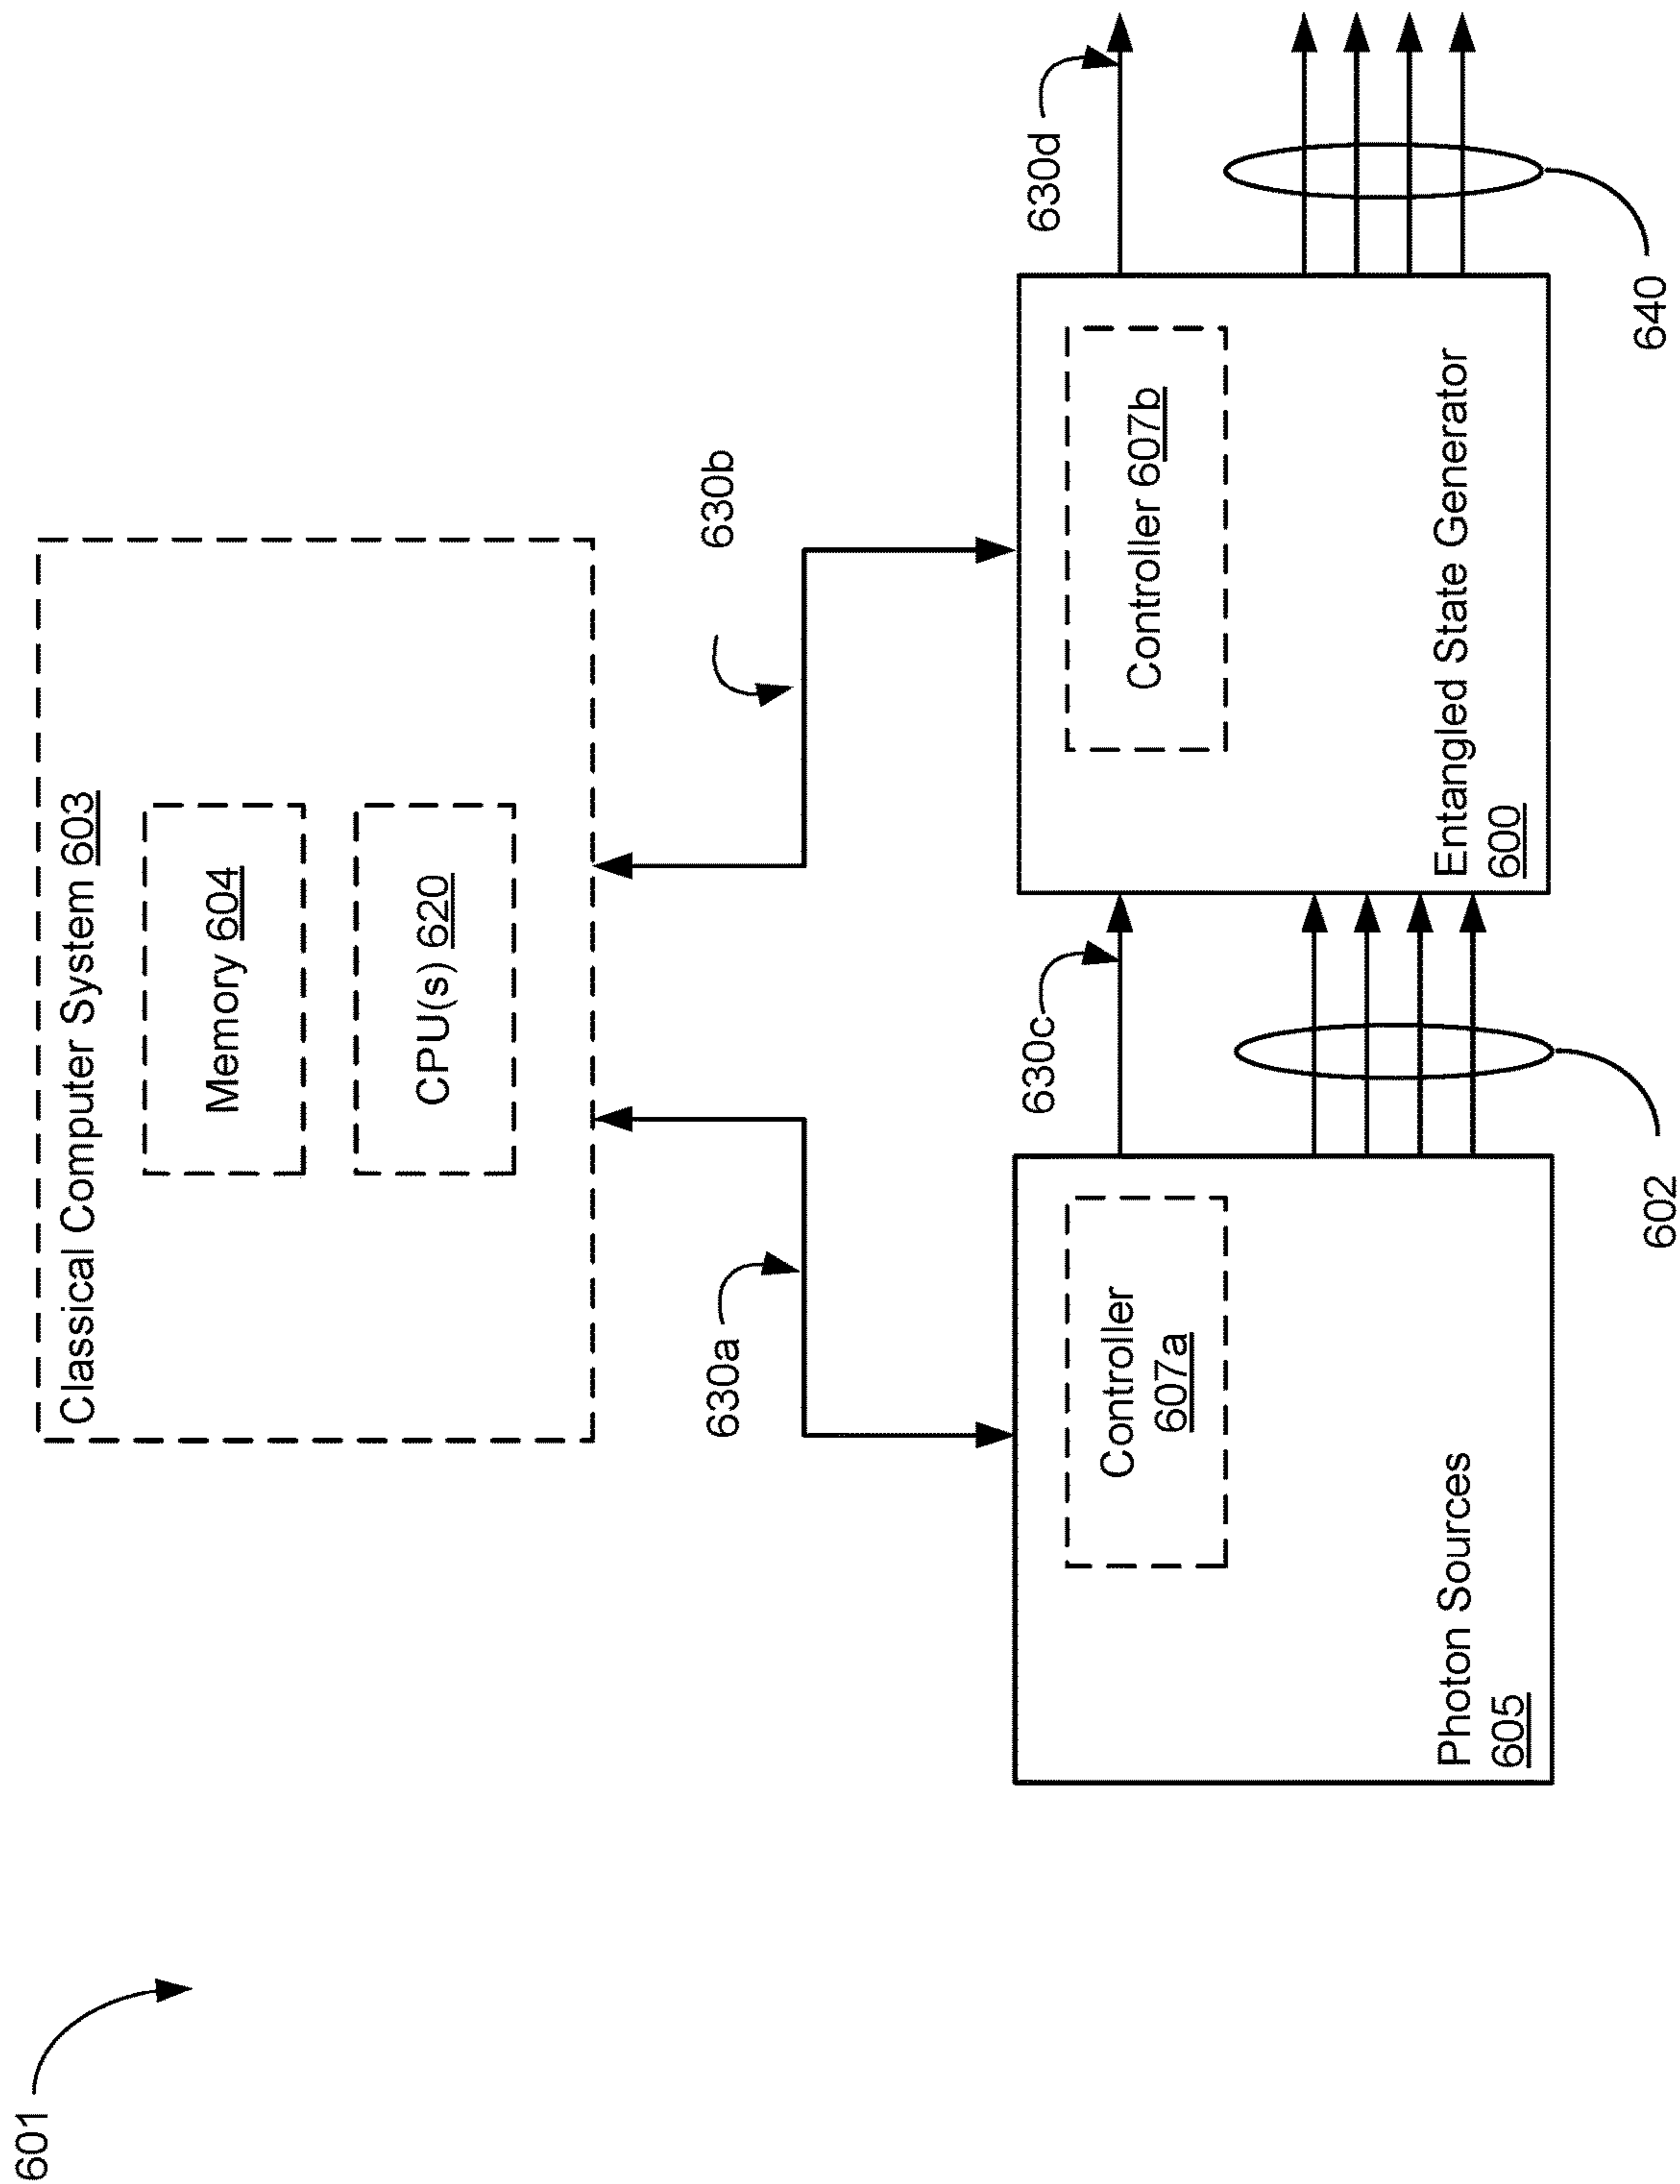 601
Classical Computer System 603
Memory 604
CPU(s) 620
630a
630b
Controller
607a
Photon Sources
605
630c
602
Controller 607b
Entangled State Generator
600
630d
640